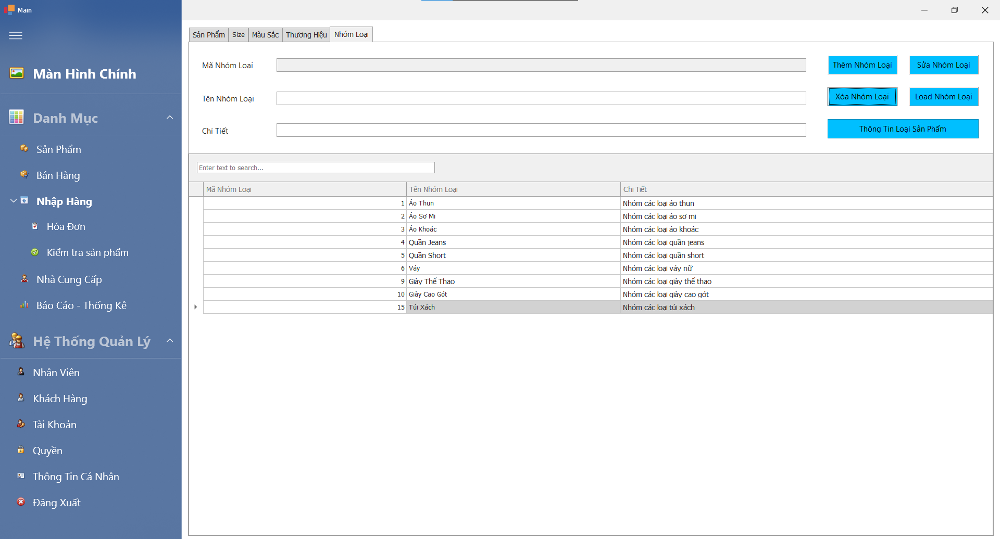 Main
Màn Hình Chính
Danh Mục
Sản Phẩm
Bán Hàng
Nhập Hàng
Hóa Đơn
Kiểm tra sản phẩm
Nhà Cung Cấp
Báo Cáo - Thống Kê
Hệ Thống Quản Lý
Nhân Viên
Khách Hàng
Tài Khoản
Quyền
Thông Tin Cá Nhân
Đăng Xuất
Sản Phẩm Size Màu Sắc Thương Hiệu Nhóm Loại
Mã Nhóm Loại
Thêm Nhóm Loại Sửa Nhóm Loại
Tên Nhóm Loại
Xóa Nhóm Loại Load Nhóm Loại
Chi Tiết
Thông Tin Loại Sản Phẩm
Enter text to search...
Mã Nhóm Loại Tên Nhóm Loại Chi Tiết
1 Áo Thun Nhóm các loại áo thun
2 Áo Sơ Mi Nhóm các loại áo sơ mi
3 Áo Khoác Nhóm các loại áo khoác
4 Quần Jeans Nhóm các loại quần jeans
5 Quần Short Nhóm các loại quần short
6 Váy Nhóm các loại váy nữ
9 Giày Thể Thao Nhóm các loại giày thể thao
10 Giày Cao Gót Nhóm các loại giày cao gót
15 Túi Xách Nhóm các loại túi xách